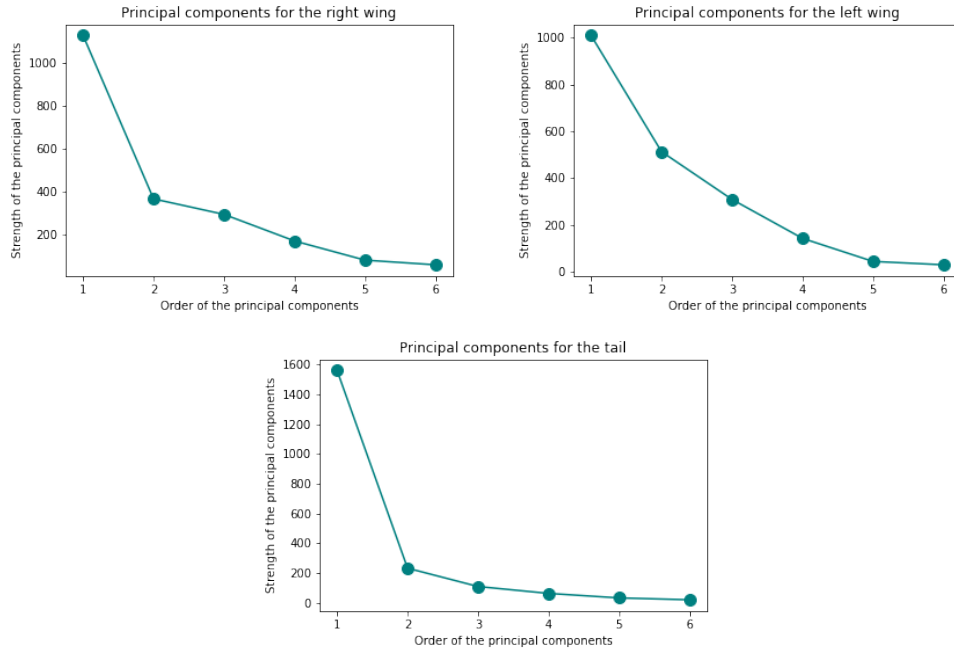 Principal components for the right wing
Strength of the principal components
1000
800
600
400
200
1 2 3 4 5 6
Order of the principal components
Principal components for the left wing
Strength of the principal components
1000
800
600
400
200
0
1 2 3 4 5 6
Order of the principal components
Principal components for the tail
Strength of the principal components
1600
1400
1200
1000
800
600
400
200
0
1 2 3 4 5 6
Order of the principal components